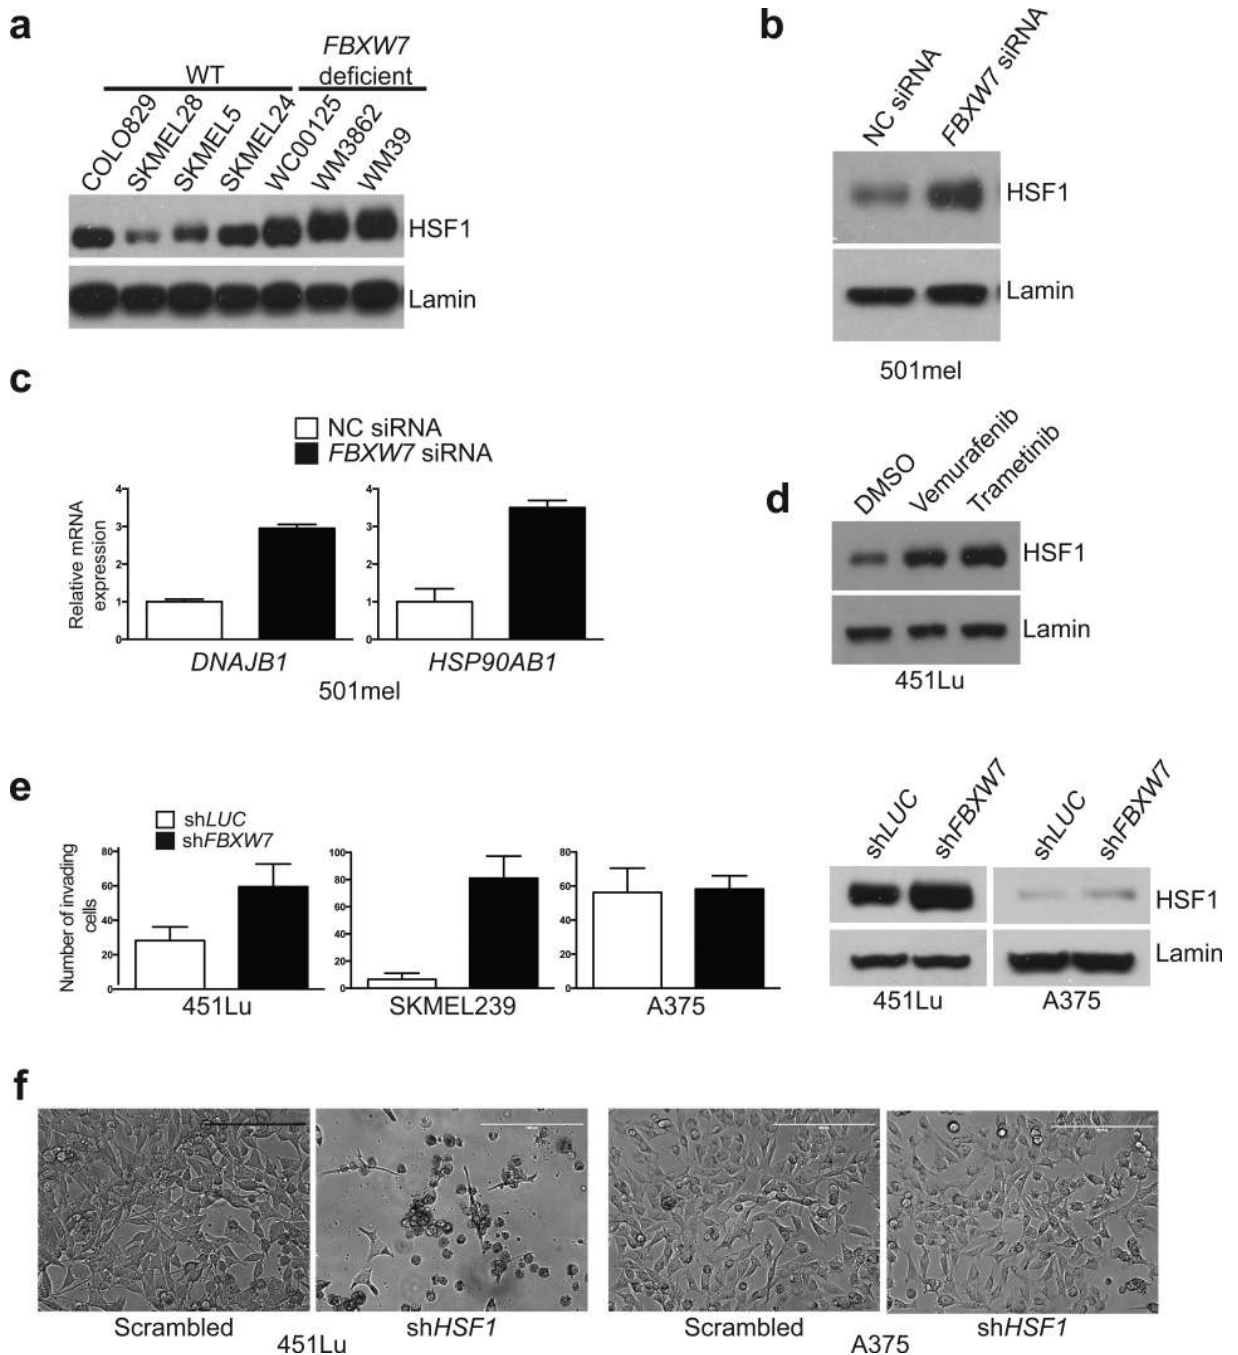 a
WT
FBXW7
deficient
COLO829
SKMEL28
SKMEL5
SKMEL24
WC00125
WM3862
WM39
HSF1
Lamin
b
NC siRNA
FBXW7 siRNA
HSF1
Lamin
501mel
c
NC siRNA
FBXW7 siRNA
Relative mRNA
expression
4
3
2
1
0
DNAJB1
4
3
2
1
0
HSP90AB1
501mel
d
DMSO
Vemurafenib
Trametinib
HSF1
Lamin
451Lu
e
shLUC
shFBXW7
Number of invading
cells
80
60
40
20
0
451Lu
100
80
60
40
20
0
SKMEL239
80
60
40
20
0
A375
shLUC
shFBXW7
shLUC
shFBXW7
HSF1
Lamin
451Lu
A375
f
Scrambled
shHSF1
451Lu
Scrambled
shHSF1
A375